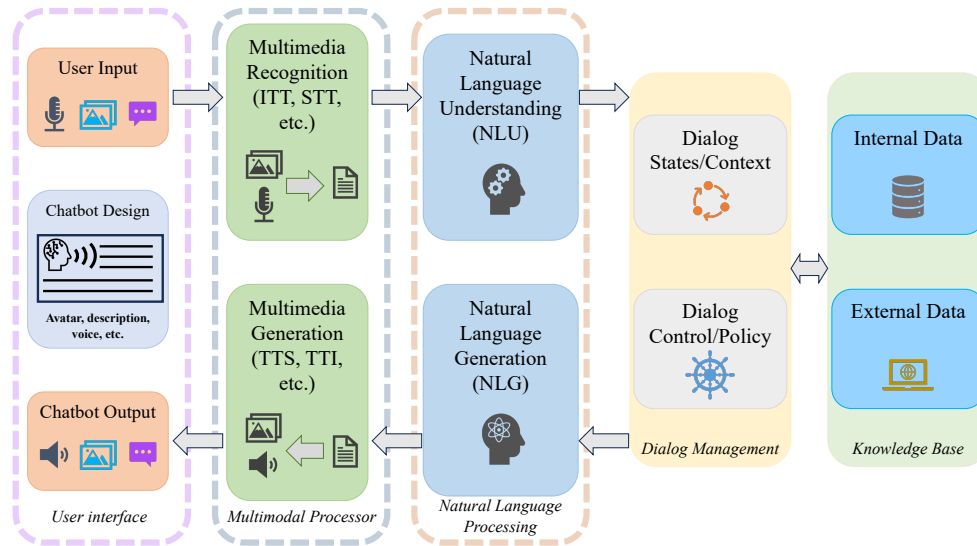 User Input
Chatbot Design
Avatar, description,
voice, etc.
Chatbot Output
User interface
Multimedia
Recognition
(ITT, STT,
etc.)
Multimedia
Generation
(TTS, TTI,
etc.)
Multimodal Processor
Natural
Language
Understanding
(NLU)
Natural
Language
Generation
(NLG)
Natural Language
Processing
Dialog
States/Context
Dialog
Control/Policy
Dialog Management
Internal Data
External Data
Knowledge Base